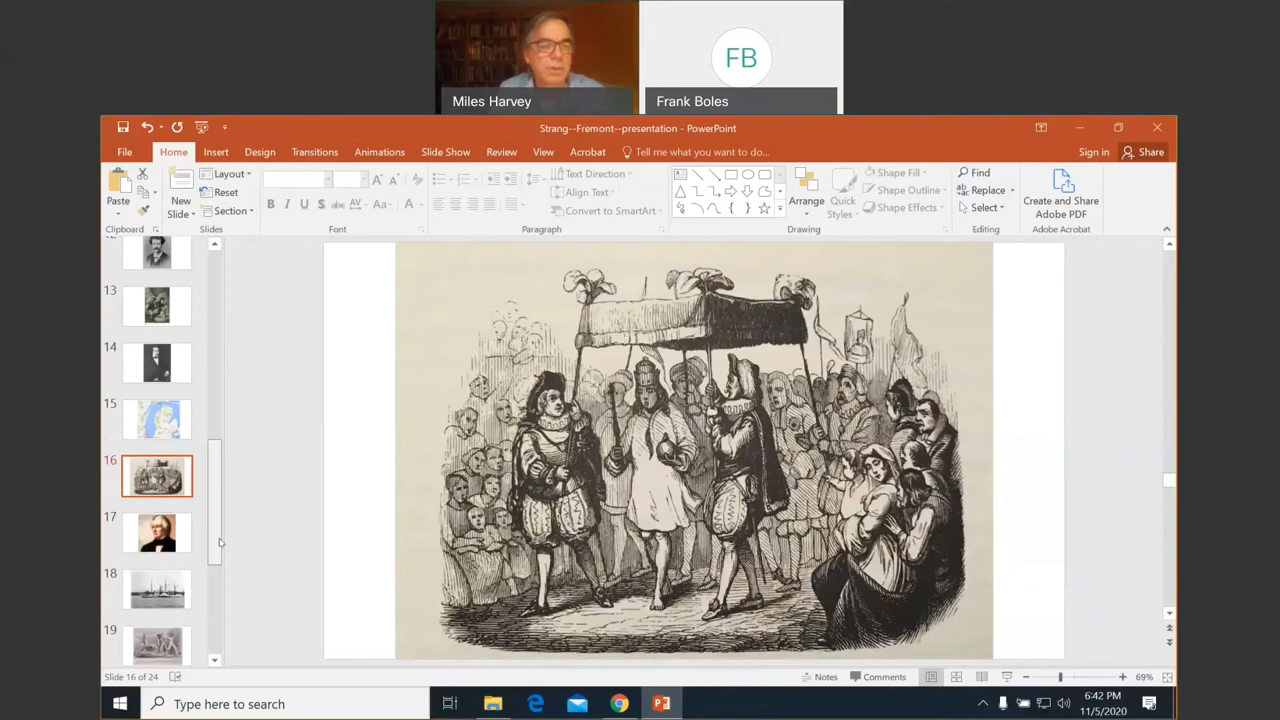 FB
Miles Harvey
Frank Boles
Strang--Fremont--presentation - PowerPoint
File Home Insert Design Transitions Animations Slide Show Review View Acrobat Tell me what you want to do... Sign in Share
Paste
New Slide
Layout
Reset
Section
B I U S abc AV Aa A
Text Direction
Align Text
Convert to SmartArt
Arrange
Quick Styles
Shape Fill
Shape Outline
Shape Effects
Find
Replace
Select
Create and Share Adobe PDF
Clipboard Slides Font Paragraph Drawing Editing Adobe Acrobat
13
14
15
16
17
18
19
Slide 16 of 24
Notes Comments 69%
Type here to search
6:42 PM
11/5/2020